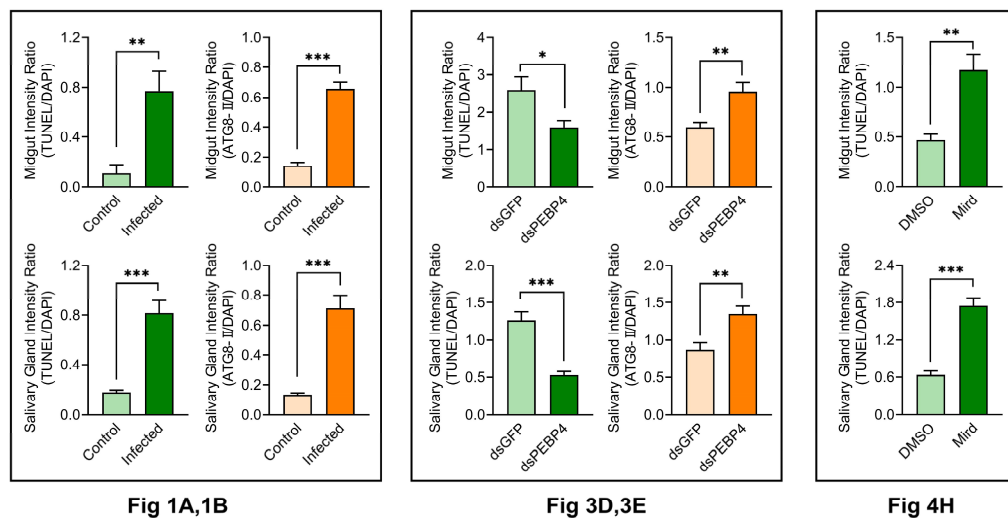 Midgut Intensity Ratio
(TUNEL/DAPI)
1.2
0.8
0.4
0.0
**
Control
Infected
Midgut Intensity Ratio
(ATG8- II/DAPI)
1.0
0.8
0.6
0.4
0.2
0.0
***
Control
Infected
Salivary Gland intensity Ratio
(TUNEL/DAPI)
1.2
0.8
0.4
0.0
***
Control
Infected
Salivary Gland Intensity Ratio
(ATG8- II/DAPI)
1.0
0.8
0.6
0.4
0.2
0.0
***
Control
Infected
Fig 1A,1B
Midgut Intensity Ratio
(TUNEL/DAPI)
4
3
2
1
0
*
dsGFP
dsPEBP4
Midgut Intensity Ratio
(ATG8- II/DAPI)
1.5
1.0
0.5
0.0
**
dsGFP
dsPEBP4
Salivary Gland intensity Ratio
(TUNEL/DAPI)
2.0
1.5
1.0
0.5
0.0
***
dsGFP
dsPEBP4
Salivary Gland Intensity Ratio
(ATG8- II/DAPI)
2.0
1.5
1.0
0.5
0.0
**
dsGFP
dsPEBP4
Fig 3D,3E
Midgut Intensity Ratio
(TUNEL/DAPI)
1.5
1.0
0.5
0.0
**
DMSO
Mird
Salivary Gland Intensity Ratio
(TUNEL/DAPI)
2.4
1.8
1.2
0.6
0.0
***
DMSO
Mird
Fig 4H